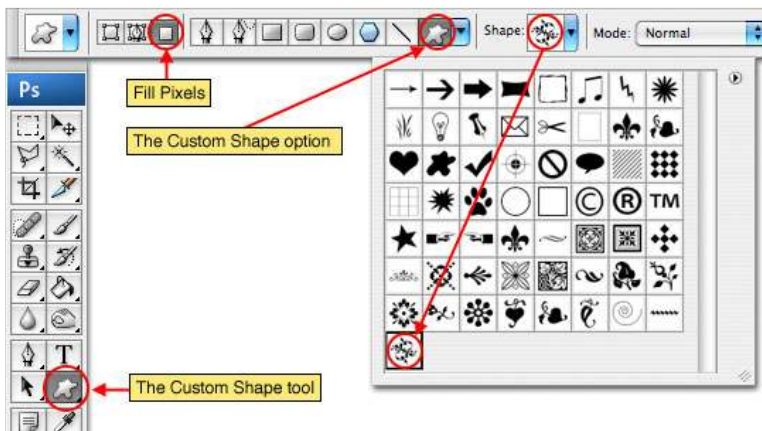 Shape:
Mode: Normal
Fill Pixels
The Custom Shape option
Ps
© ® TM
T
The Custom Shape tool